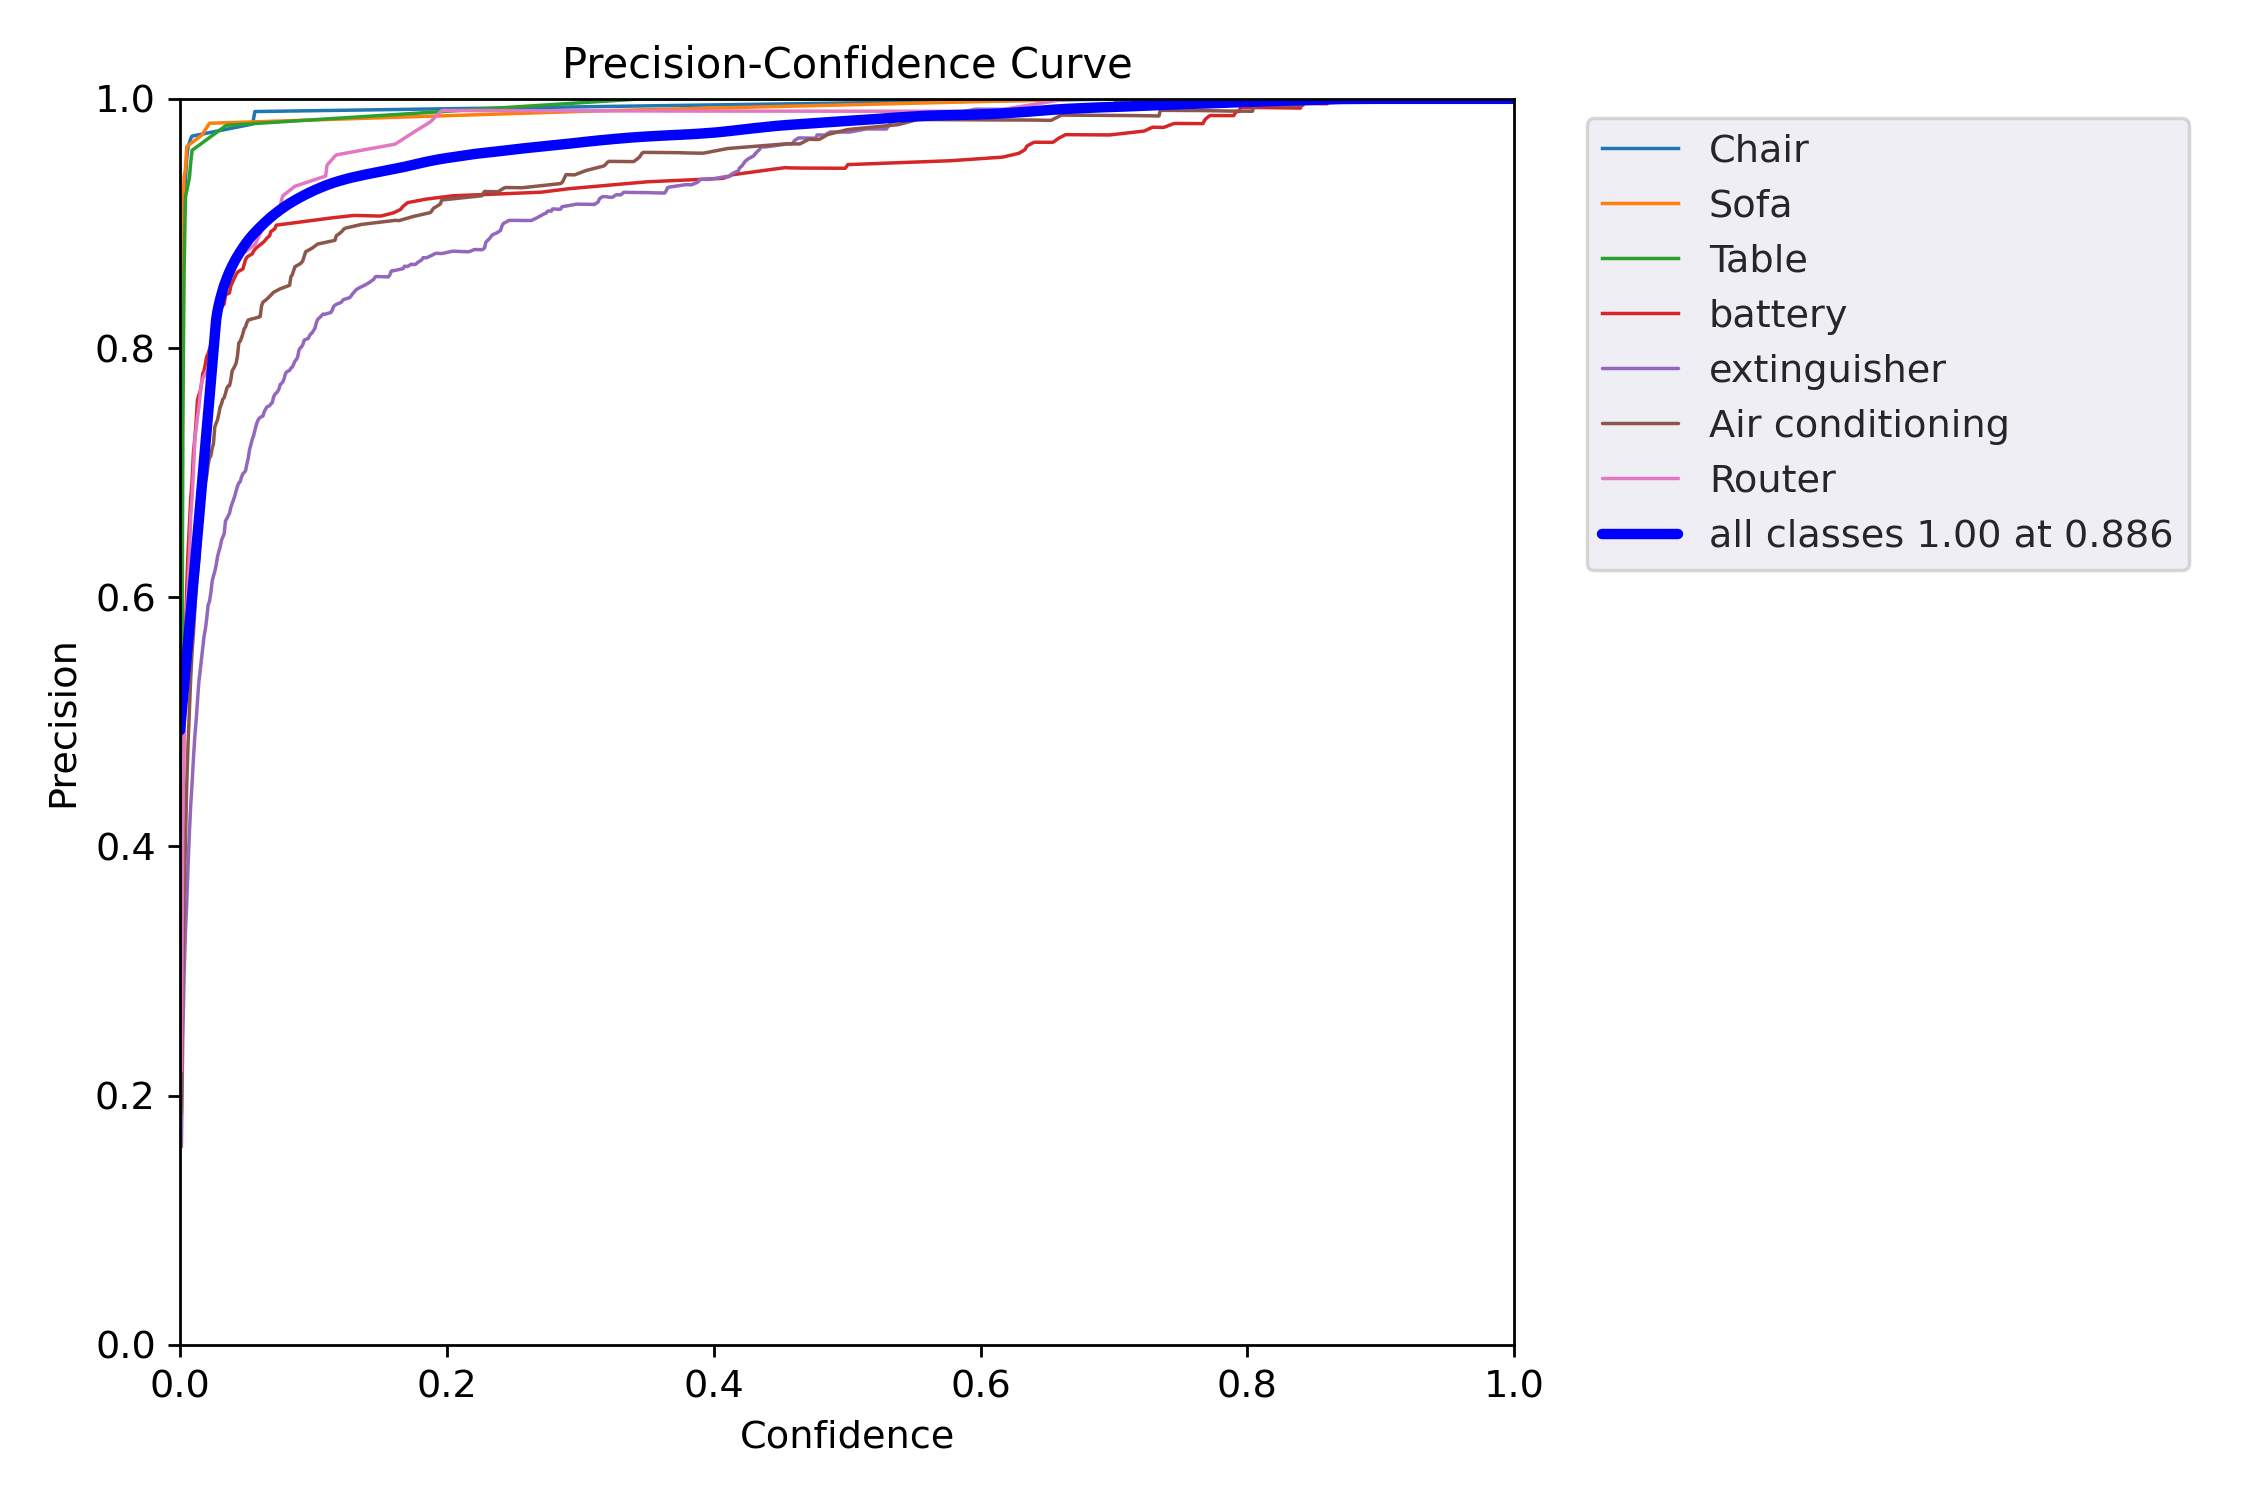 Precision-Confidence Curve
1.0
0.8
0.6
0.4
0.2
0.0
Precision
0.0 0.2 0.4 0.6 0.8 1.0
Confidence
Chair
Sofa
Table
battery
extinguisher
Air conditioning
Router
all classes 1.00 at 0.886